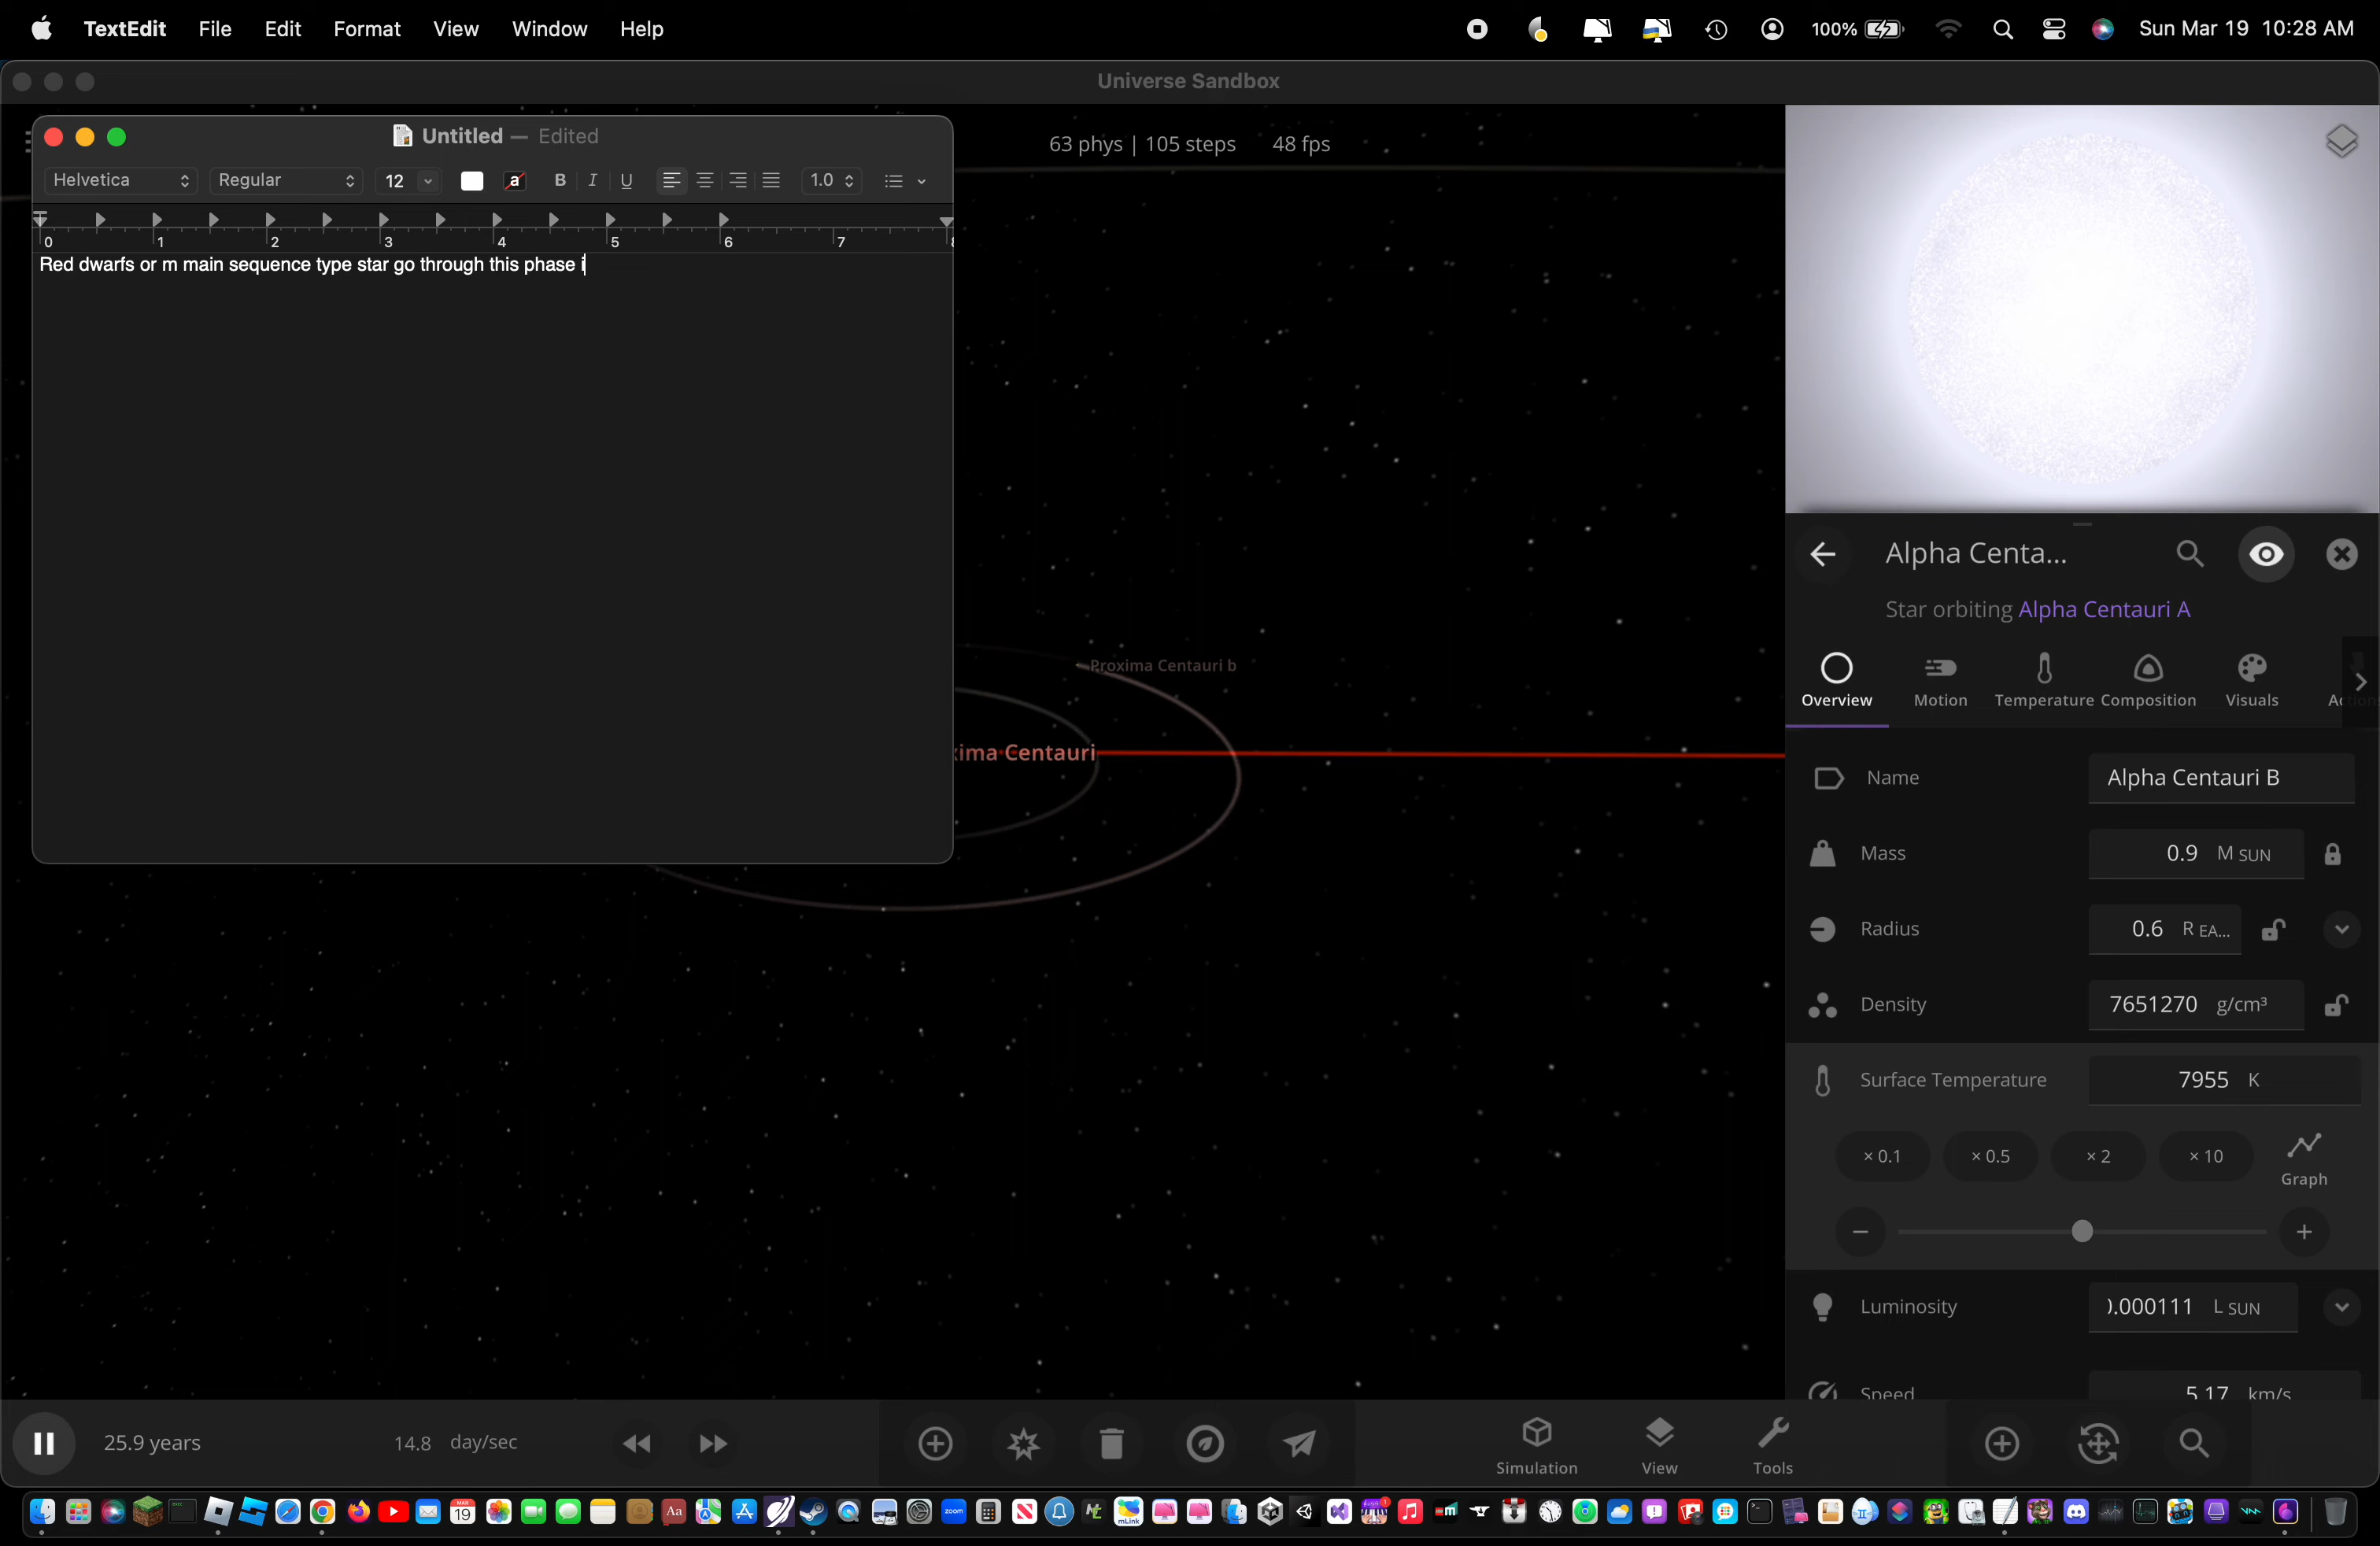 TextEdit File Edit Format View Window Help 100% Sun Mar 19 10:28 AM
Universe Sandbox
Untitled — Edited
Helvetica Regular 12 a B I U 1.0
0 1 2 3 4 5 6 7
Red dwarfs or m main sequence type star go through this phase i
63 phys | 105 steps 48 fps
Proxima Centauri b
xima Centauri
Alpha Centa...
Star orbiting Alpha Centauri A
Overview Motion Temperature Composition Visuals
Name Alpha Centauri B
Mass 0.9 M SUN
Radius 0.6 R EA...
Density 7651270 g/cm³
Surface Temperature 7955 K
× 0.1 × 0.5 × 2 × 10 Graph
Luminosity 0.000111 L SUN
Speed 5.17 km/s
25.9 years 14.8 day/sec
Simulation View Tools